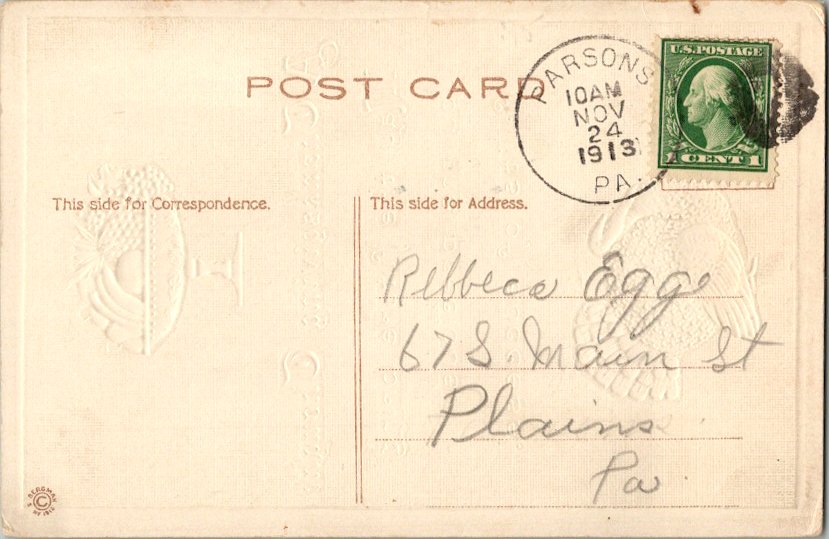 POST CARD
PARSONS
10AM
NOV
24
1913
PA.
U.S. POSTAGE
1 CENT 1
This side for Correspondence.
This side for Address.
Rebbeca Egge
67 S. Main St
Plains
Pa
BERGMAN
©